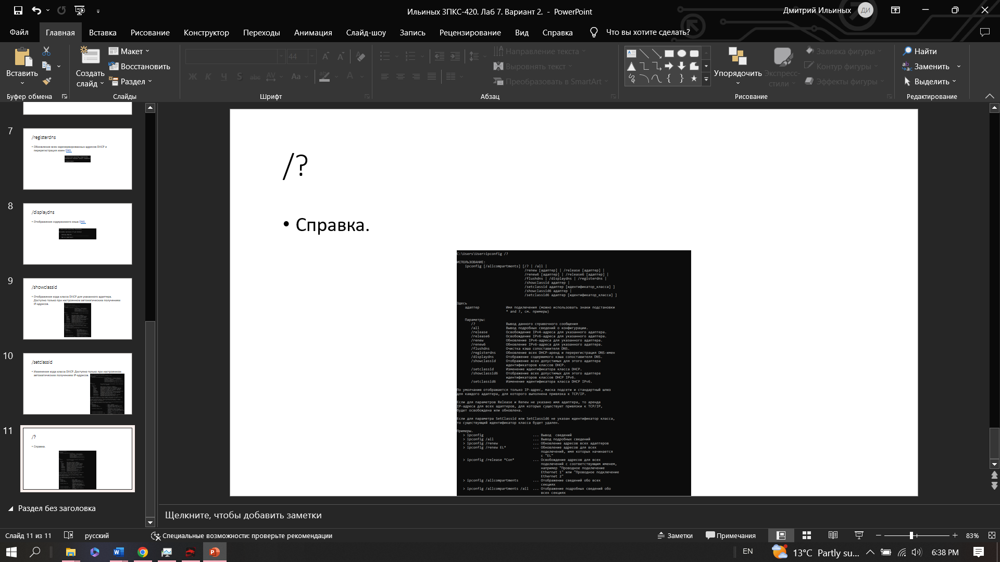 Ильиных ЗПКС-420. Лаб 7. Вариант 2. - PowerPoint
Дмитрий Ильиных
ДИ
Файл
Главная
Вставка
Рисование
Конструктор
Переходы
Анимация
Слайд-шоу
Запись
Рецензирование
Вид
Справка
Что вы хотите сделать?
Вставить
Буфер обмена
Создать слайд
Макет
Восстановить
Раздел
Слайды
44
Ж К Ч S abc AV Aa
Шрифт
Направление текста
Выровнять текст
Преобразовать в SmartArt
Абзац
Упорядочить
Экспресс-стили
Заливка фигуры
Контур фигуры
Эффекты фигуры
Рисование
Найти
Заменить
Выделить
Редактирование
7
/registerdns
• Обновление всех зарезервированных адресов DHCP и
перерегистрация имен DNS.
8
/displaydns
• Отображение содержимого кэша DNS.
9
/showclassid
• Отображение кода класса DHCP для указанного адаптера.
Доступно только при настроенном автоматическим получением
IP-адресов.
10
/setclassid
• Изменение кода класса DHCP. Доступно только при настроенном
автоматическим получением IP-адресов.
11
/?
• Справка.
Раздел без заголовка
/?
• Справка.
C:\Users\User>ipconfig /?
ИСПОЛЬЗОВАНИЕ:
ipconfig [/allcompartments] [/? | /all |
/renew [адаптер] | /release [адаптер] |
/renew6 [адаптер] | /release6 [адаптер] |
/flushdns | /displaydns | /registerdns |
/showclassid адаптер |
/setclassid адаптер [идентификатор_класса] ]
/showclassid6 адаптер |
/setclassid6 адаптер [идентификатор_класса] ]
Здесь
адаптер Имя подключения (можно использовать знаки подстановки
* and ?, см. примеры)
Параметры:
/? Вывод данного справочного сообщения
/all Вывод подробных сведений о конфигурации.
/release Освобождение IPv4-адреса для указанного адаптера.
/release6 Освобождение IPv6-адреса для указанного адаптера.
/renew Обновление IPv4-адреса для указанного адаптера.
/renew6 Обновление IPv6-адреса для указанного адаптера.
/flushdns Очистка кэша сопоставителя DNS.
/registerdns Обновление всех DHCP-аренд и перерегистрация DNS-имен
/displaydns Отображение содержимого кэша сопоставителя DNS.
/showclassid Отображение всех допустимых для этого адаптера
идентификаторов классов DHCP.
/setclassid Изменение идентификатора класса DHCP.
/showclassid6 Отображение всех допустимых для этого адаптера
идентификаторов классов DHCP IPv6.
/setclassid6 Изменение идентификатора класса DHCP IPv6.
По умолчанию отображается только IP-адрес, маска подсети и стандартный шлюз
для каждого адаптера, для которого выполнена привязка к TCP/IP.
Если для параметров Release и Renew не указано имя адаптера, то аренда
IP-адреса для всех адаптеров, для которых существуют привязки к TCP/IP,
будет освобождена или обновлена.
Если для параметра SetClassid или SetClassid6 не указан идентификатор класса,
то существующий идентификатор класса будет удален.
Примеры.
> ipconfig ... Вывод сведений
> ipconfig /all ... Вывод подробных сведений
> ipconfig /renew ... Обновление адресов всех адаптеров
> ipconfig /renew EL* ... Обновление адресов для всех
подключений, имя которых начинается
с "EL"
> ipconfig /release *Con* ... Освобождение адресов для всех
подключений с соответствующим именем,
например "Проводное подключение
Ethernet 1" или "Проводное подключение
Ethernet 2"
> ipconfig /allcompartments ... Отображение сведений обо всех
секциях
> ipconfig /allcompartments /all ... Отображение подробных сведений обо
всех секциях
Щелкните, чтобы добавить заметки
Слайд 11 из 11
русский
Специальные возможности: проверьте рекомендации
Заметки
Примечания
83%
EN
13°C Partly su...
6:38 PM